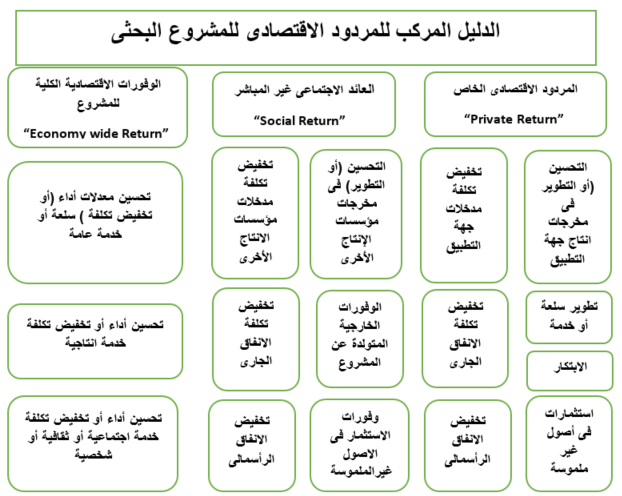 الدليل المركب للمردود الاقتصادى للمشروع البحثى
المردود الاقتصادى الخاص
“Private Return”
العائد الاجتماعى غير المباشر
“Social Return”
الوفورات الاقتصادية الكلية
للمشروع
“Economy wide Return”
التحسين
(أو التطوير
فى
مخرجات
انتاج جهة
التطبيق
تخفيض
تكلفة
مدخلات
جهة
التطبيق
التحسين (أو
التطوير) فى
مخرجات
مؤسسات
الإنتاج
الأخرى
تخفيض
تكلفة
مدخلات
مؤسسات
الانتاج
الأخرى
تحسين معدلات أداء (أو
تخفيض تكلفة ) سلعة أو
خدمة عامة
تطوير سلعة
أو خدمة
الابتكار
تخفيض
تكلفة
الانفاق
الجارى
الوفورات
الخارجية
المتولدة عن
المشروع
تخفيض
تكلفة
الانفاق
الجارى
تحسين أداء أو تخفيض تكلفة
خدمة انتاجية
استثمارات
فى أصول
غير
ملموسة
تخفيض
الانفاق
الرأسمالى
وفورات
الاستثمار فى
الاصول
غيرالملموسة
تخفيض
الانفاق
الرأسمالى
تحسين أداء أو تخفيض تكلفة
خدمة اجتماعية أو ثقافية أو
شخصية